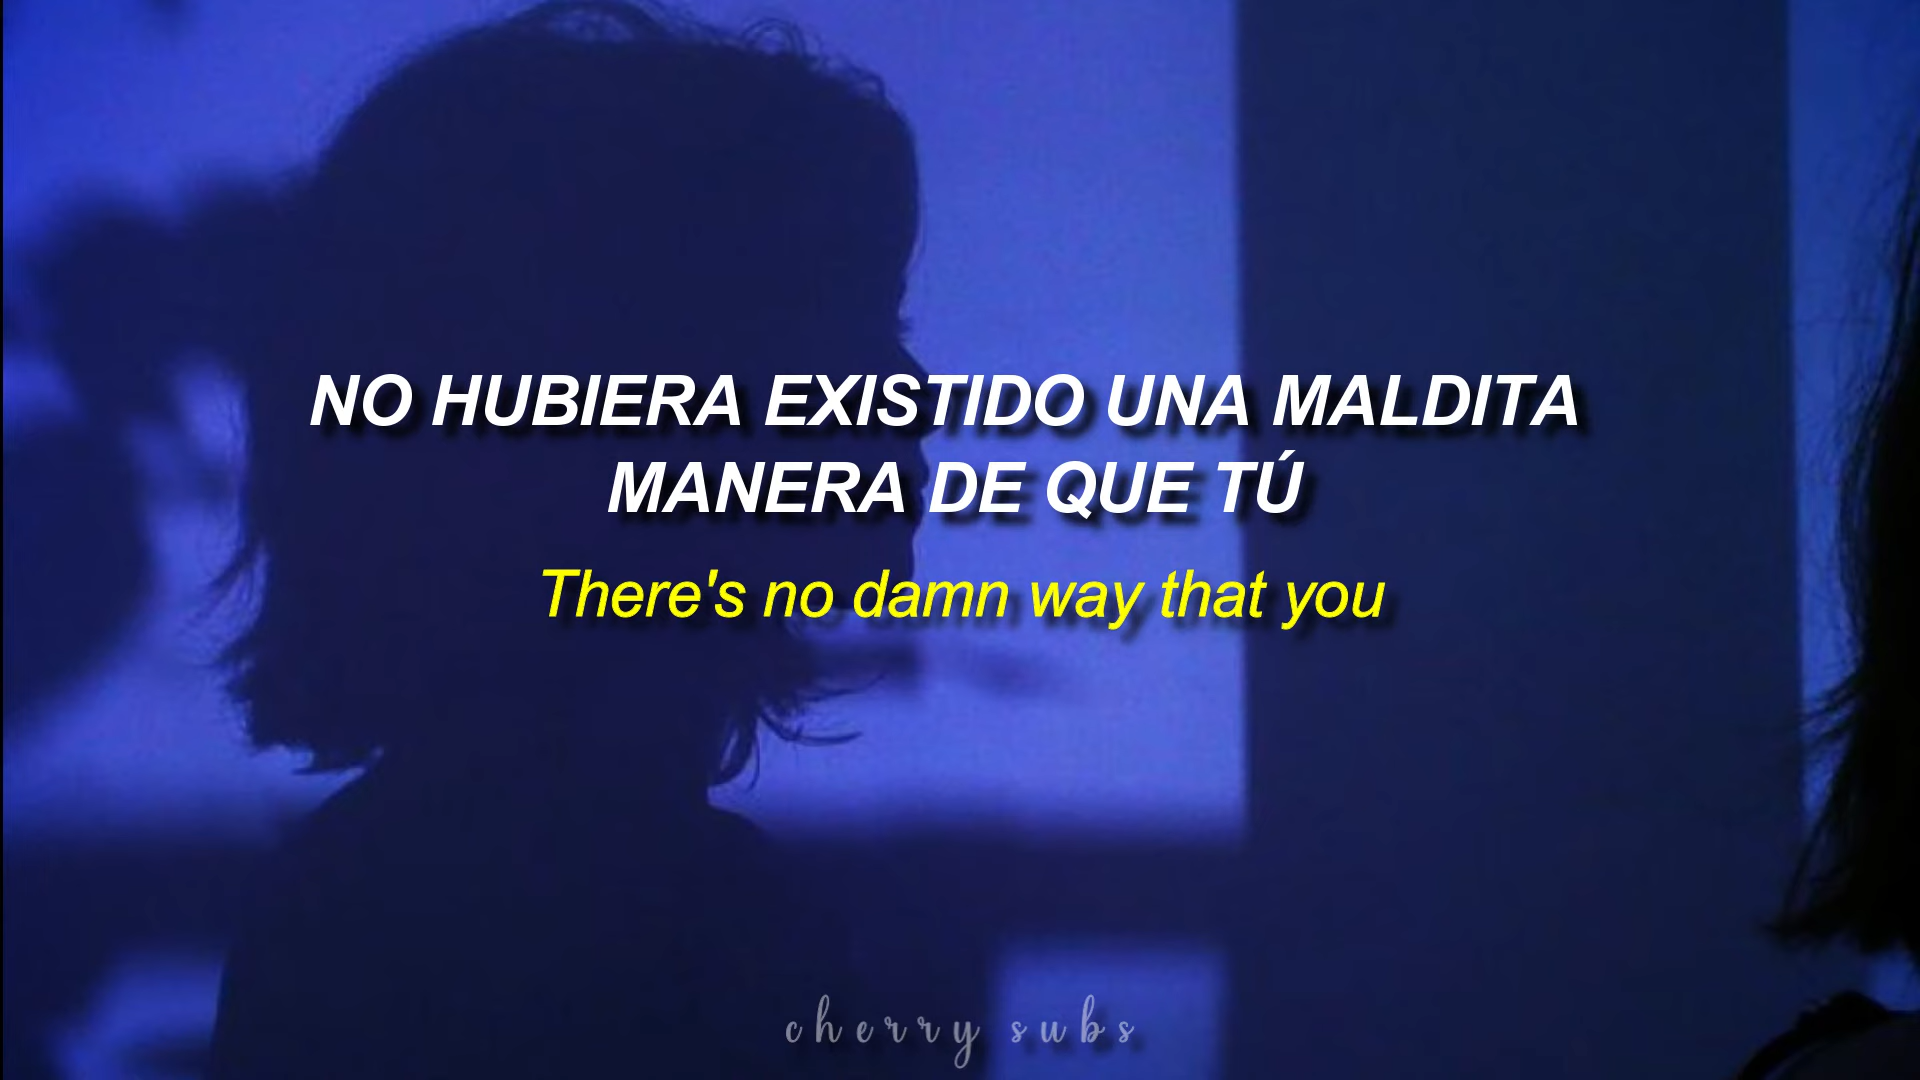 NO HUBIERA EXISTIDO UNA MALDITA
MANERA DE QUE TÚ
There's no damn way that you
cherry subs